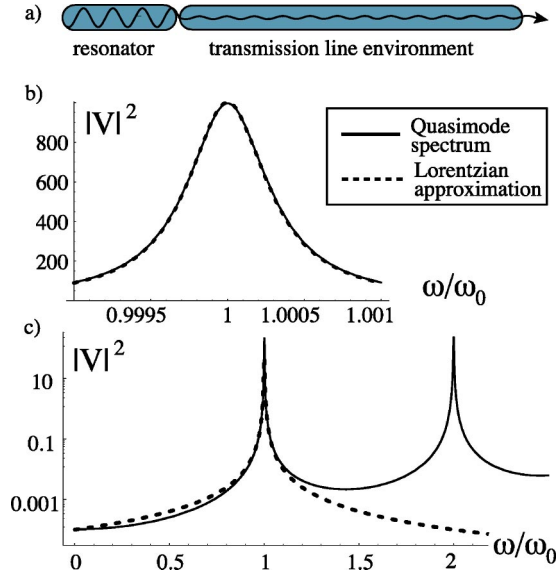 a)
resonator
transmission line environment
b)
|V|²
Quasimode
spectrum
Lorentzian
approximation
800
600
400
200
0.9995
1
1.0005
1.001
ω/ω₀
c)
|V|²
10
0.1
0.001
0
0.5
1
1.5
2
ω/ω₀